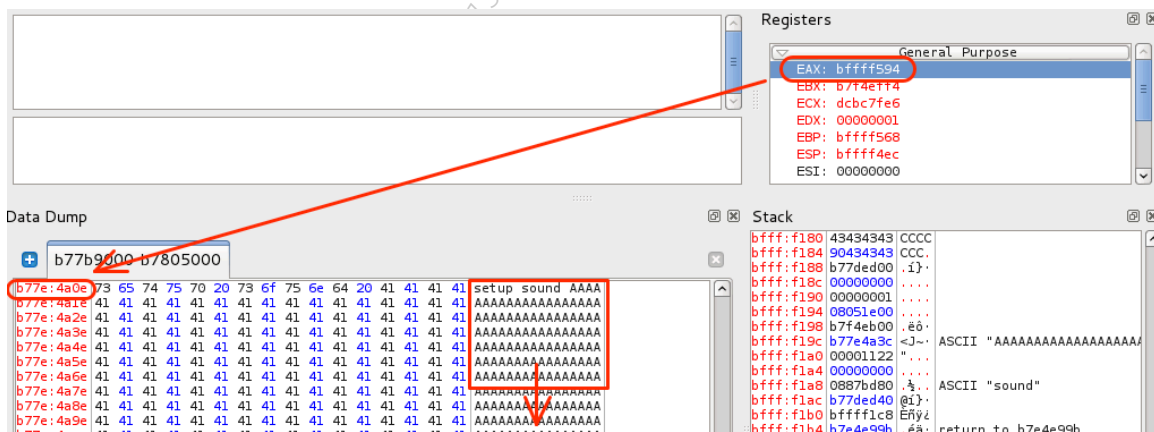 Registers
General Purpose
EAX: bffff594
EBX: b7f4eff4
ECX: dcbc7fe6
EDX: 00000001
EBP: bffff568
ESP: bffff4ec
ESI: 00000000
Data Dump
b77b9000-b7805000
b77e:4a0e 73 65 74 75 70 20 73 6f 75 6e 64 20 41 41 41 41 setup sound AAAA
b77e:4a1e 41 41 41 41 41 41 41 41 41 41 41 41 41 41 41 41 AAAAAAAAAAAAAAAA
b77e:4a2e 41 41 41 41 41 41 41 41 41 41 41 41 41 41 41 41 AAAAAAAAAAAAAAAA
b77e:4a3e 41 41 41 41 41 41 41 41 41 41 41 41 41 41 41 41 AAAAAAAAAAAAAAAA
b77e:4a4e 41 41 41 41 41 41 41 41 41 41 41 41 41 41 41 41 AAAAAAAAAAAAAAAA
b77e:4a5e 41 41 41 41 41 41 41 41 41 41 41 41 41 41 41 41 AAAAAAAAAAAAAAAA
b77e:4a6e 41 41 41 41 41 41 41 41 41 41 41 41 41 41 41 41 AAAAAAAAAAAAAAAA
b77e:4a7e 41 41 41 41 41 41 41 41 41 41 41 41 41 41 41 41 AAAAAAAAAAAAAAAA
b77e:4a8e 41 41 41 41 41 41 41 41 41 41 41 41 41 41 41 41 AAAAAAAAAAAAAAAA
b77e:4a9e 41 41 41 41 41 41 41 41 41 41 41 41 41 41 41 41 AAAAAAAAAAAAAAAA
Stack
bfff:f180 43434343 CCCC
bfff:f184 90434343 CCC.
bfff:f188 b77ded00 .í}·
bfff:f18c 00000000 ....
bfff:f190 00000001 ....
bfff:f194 08051e00 ....
bfff:f198 b7f4eb00 .ëô·
bfff:f19c b77e4a3c <J~· ASCII "AAAAAAAAAAAAAAAAAAA
bfff:f1a0 00001122 "...
bfff:f1a4 00000000 ....
bfff:f1a8 0887bd80 .½.. ASCII "sound"
bfff:f1ac b77ded40 @í}·
bfff:f1b0 bffff1c8 Èñÿ¿
bfff:f1b4 b7e4e99b .éä· return to b7e4e99b